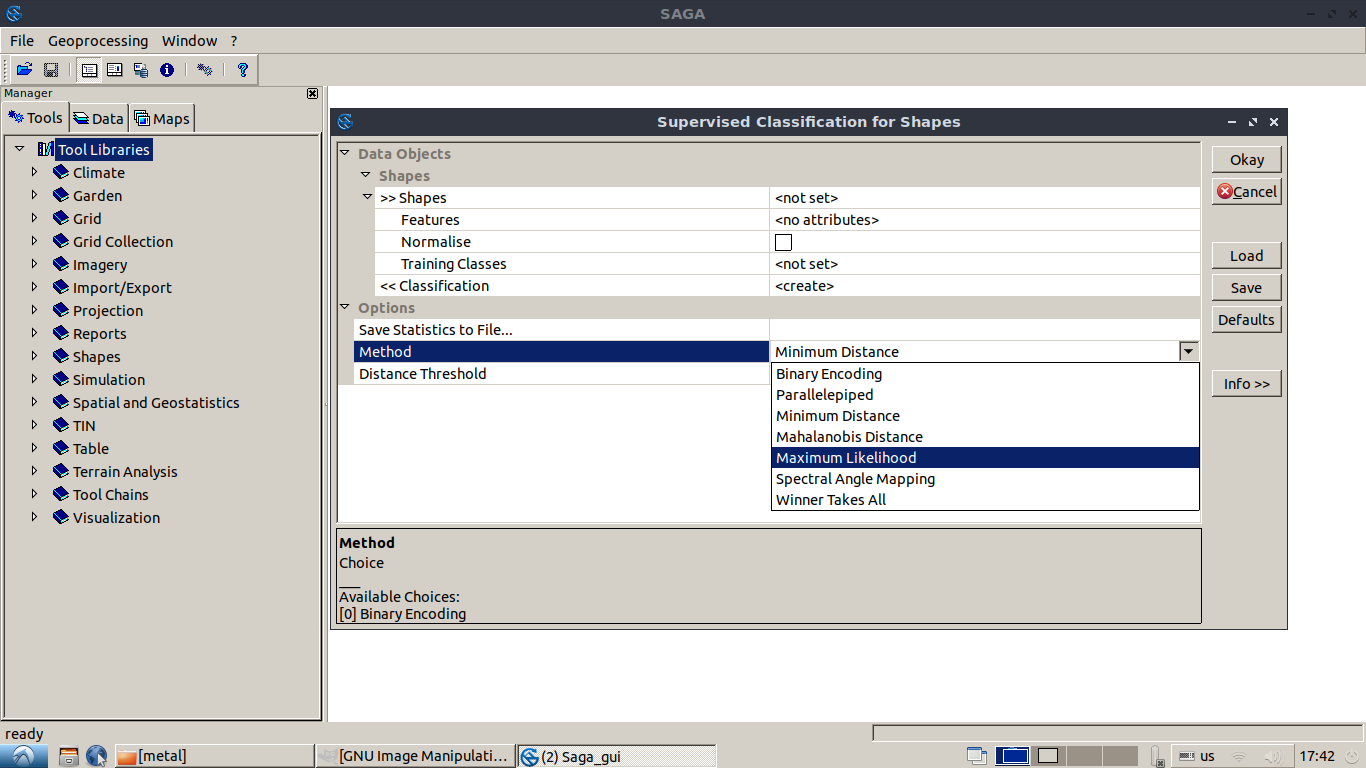 SAGA
File Geoprocessing Window ?
Manager
Tools Data Maps
Tool Libraries
Climate
Garden
Grid
Grid Collection
Imagery
Import/Export
Projection
Reports
Shapes
Simulation
Spatial and Geostatistics
TIN
Table
Terrain Analysis
Tool Chains
Visualization
Supervised Classification for Shapes
Data Objects
Shapes
>> Shapes <not set>
Features <no attributes>
Normalise
Training Classes <not set>
<< Classification <create>
Options
Save Statistics to File...
Method Minimum Distance
Distance Threshold
Binary Encoding
Parallelepiped
Minimum Distance
Mahalanobis Distance
Maximum Likelihood
Spectral Angle Mapping
Winner Takes All
Okay
Cancel
Load
Save
Defaults
Info >>
Method
Choice
___
Available Choices:
[0] Binary Encoding
ready
[metal] [GNU Image Manipulati... (2) Saga_gui us 17:42